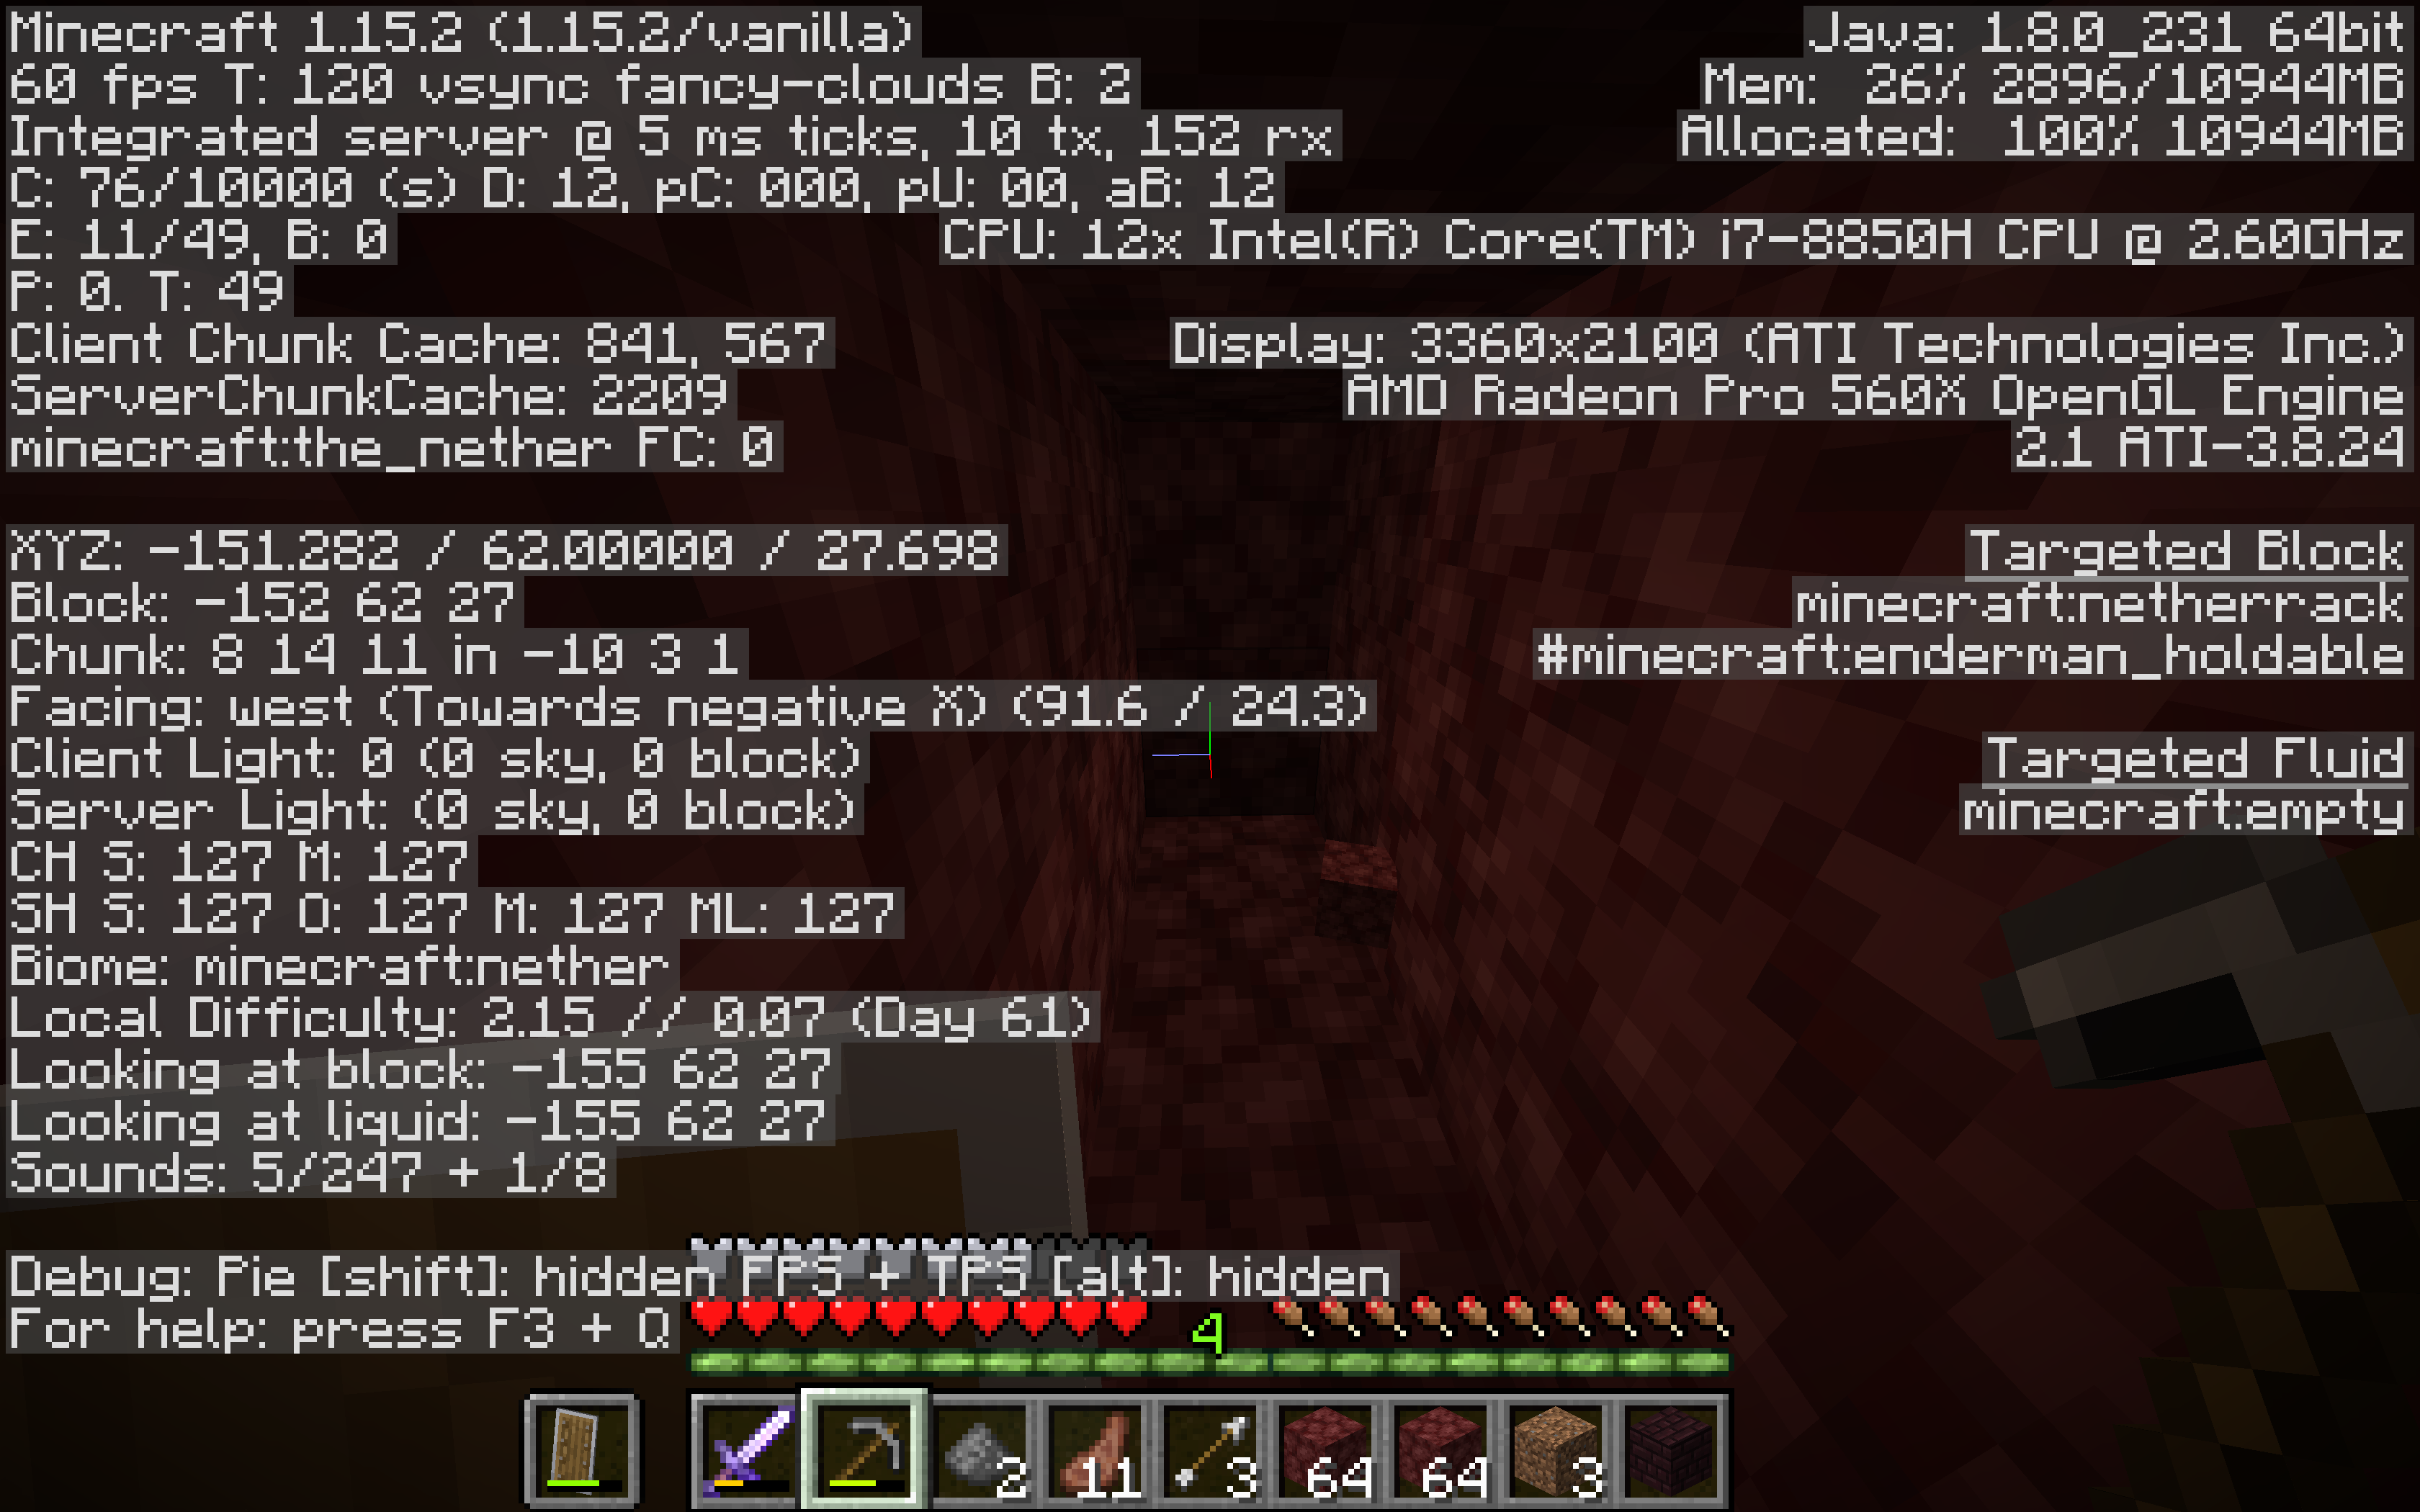 Minecraft 1.15.2 (1.15.2/vanilla)
60 fps T: 120 vsync fancy-clouds B: 2
Integrated server @ 5 ms ticks, 10 tx, 152 rx
C: 76/10000 (s) D: 12, pC: 000, pU: 00, aB: 12
E: 11/49, B: 0
P: 0. T: 49
Client Chunk Cache: 841, 567
ServerChunkCache: 2209
minecraft:the_nether FC: 0
XYZ: -151.282 / 62.00000 / 27.698
Block: -152 62 27
Chunk: 8 14 11 in -10 3 1
Facing: west (Towards negative X) (91.6 / 24.3)
Client Light: 0 (0 sky, 0 block)
Server Light: (0 sky, 0 block)
CH S: 127 M: 127
SH S: 127 O: 127 M: 127 ML: 127
Biome: minecraft:nether
Local Difficulty: 2.15 // 0.07 (Day 61)
Looking at block: -155 62 27
Looking at liquid: -155 62 27
Sounds: 5/247 + 1/8
Debug: Pie [shift]: hidden FPS + TPS [alt]: hidden
For help: press F3 + Q
Java: 1.8.0_231 64bit
Mem: 26% 2896/10944MB
Allocated: 100% 10944MB
CPU: 12x Intel(R) Core(TM) i7-8850H CPU @ 2.60GHz
Display: 3360x2100 (ATI Technologies Inc.)
AMD Radeon Pro 560X OpenGL Engine
2.1 ATI-3.8.24
Targeted Block
minecraft:netherrack
#minecraft:enderman_holdable
Targeted Fluid
minecraft:empty
4
2 11 3 64 64 3